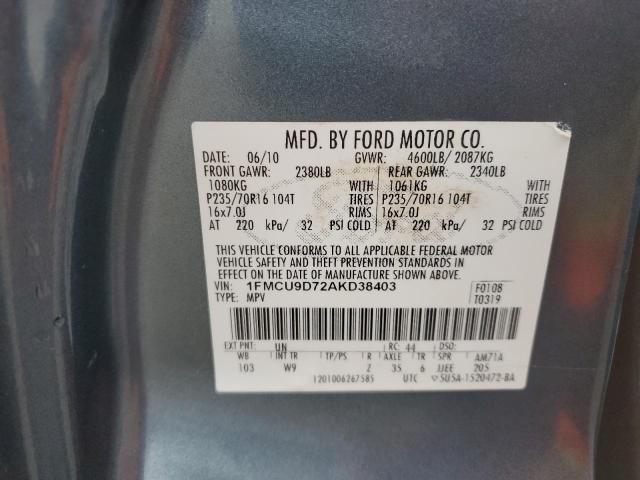 MFD. BY FORD MOTOR CO.
DATE: 06/10 GVWR: 4600LB/ 2087KG
FRONT GAWR: 2380LB REAR GAWR: 2340LB
1080KG WITH 1061KG WITH
P235/70R16 104T TIRES P235/70R16 104T TIRES
16x7.0J RIMS 16x7.0J RIMS
AT 220 kPa/ 32 PSI COLD AT 220 kPa/ 32 PSI COLD
THIS VEHICLE CONFORMS TO ALL APPLICABLE FEDERAL MOTOR
VEHICLE SAFETY AND THEFT PREVENTION STANDARDS IN
EFFECT ON THE DATE OF MANUFACTURE SHOWN ABOVE.
VIN: 1FMCU9D72AKD38403 F0108
TYPE: MPV T0319
EXT PNT: UN RC: 44 DSO:
WB INT TR TP/PS R AXLE TR SPR AM71A
103 W9 Z 35 6 JJEE 205
1201006267585 UTC ▽5U5A-1520472-BA